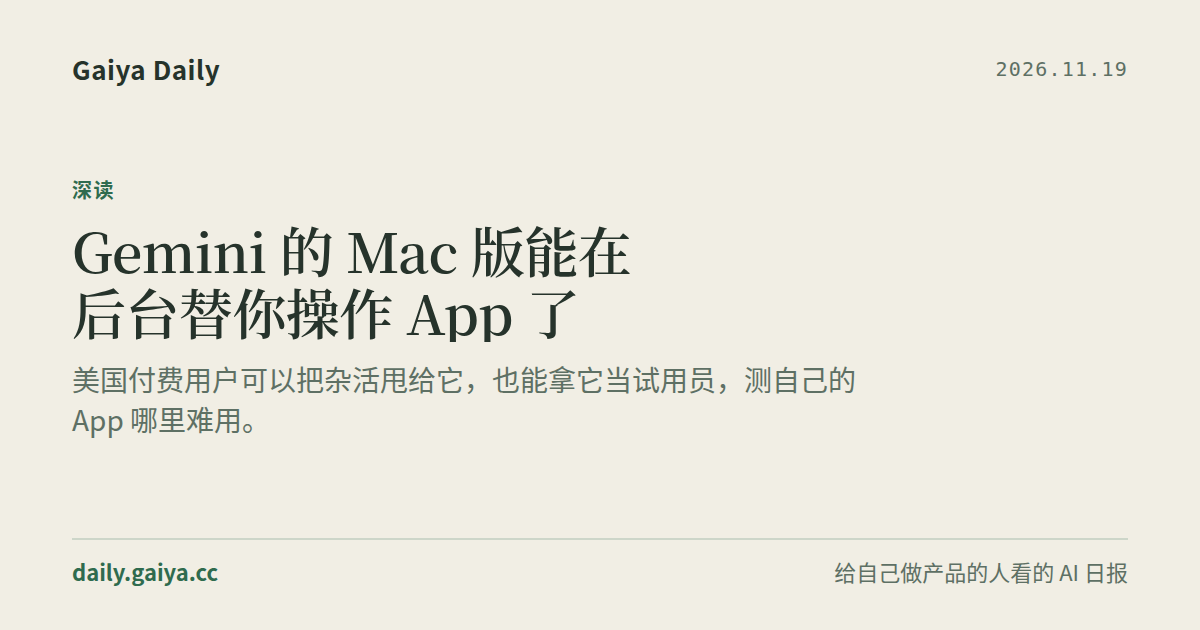 Gaiya Daily
2026.11.19
深读
Gemini 的 Mac 版能在
后台替你操作 App 了
美国付费用户可以把杂活甩给它，也能拿它当试用员，测自己的
App 哪里难用。
daily.gaiya.cc
给自己做产品的人看的 AI 日报